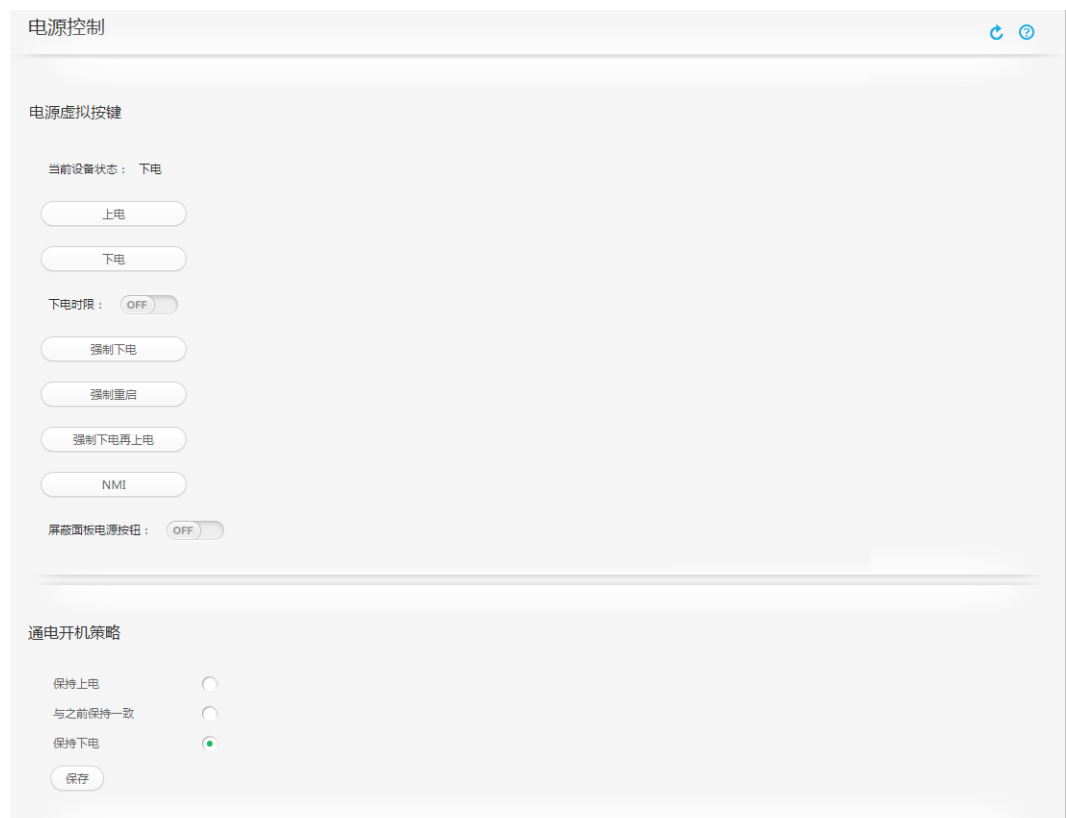 电源控制
电源虚拟按键
当前设备状态： 下电
上电
下电
下电时限： OFF
强制下电
强制重启
强制下电再上电
NMI
屏蔽面板电源按钮： OFF
通电开机策略
保持上电
与之前保持一致
保持下电
保存